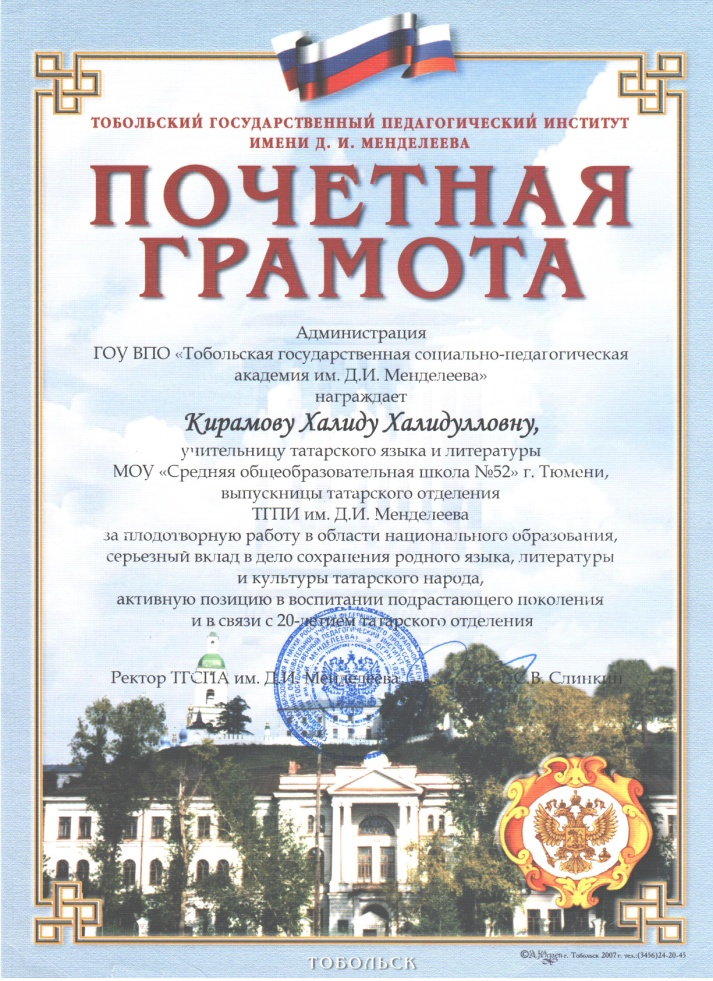 ТОБОЛЬСКИЙ ГОСУДАРСТВЕННЫЙ ПЕДАГОГИЧЕСКИЙ ИНСТИТУТ
ИМЕНИ Д. И. МЕНДЕЛЕЕВА
ПОЧЕТНАЯ
ГРАМОТА
Администрация
ГОУ ВПО «Тобольская государственная социально-педагогическая
академия им. Д.И. Менделеева»
награждает
Кирамову Халиду Халидулловну,
учительницу татарского языка и литературы
МОУ «Средняя общеобразовательная школа №52» г. Тюмени,
выпускницы татарского отделения
ТГПИ им. Д.И. Менделеева
за плодотворную работу в области национального образования,
серьезный вклад в дело сохранения родного языка, литературы
и культуры татарского народа,
активную позицию в воспитании подрастающего поколения
и в связи с 20-летием татарского отделения
Ректор ТГСПА им. Д.И. Менделеева С.В. Слинкин
ТОБОЛЬСК
г. Тобольск 2007 г. тел.:(3456)24-20-45